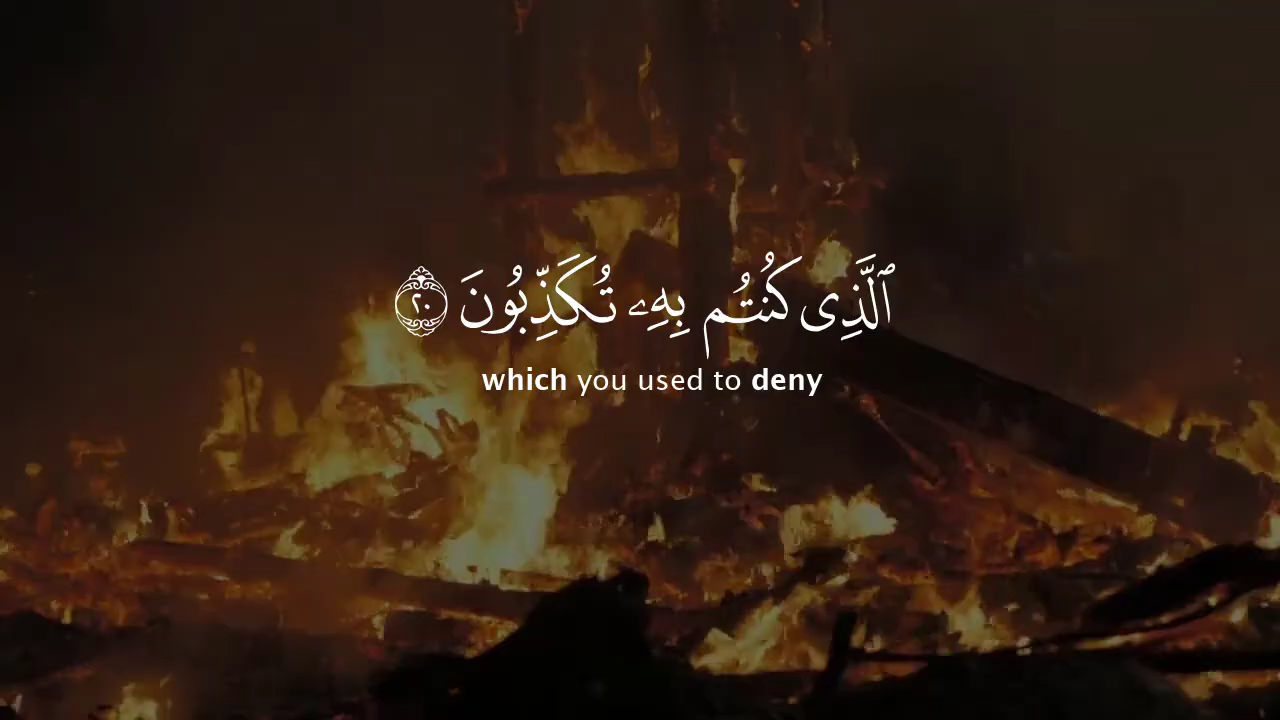 ٱلَّذِى كُنتُم بِهِۦ تُكَذِّبُونَ ٢٠
which you used to deny